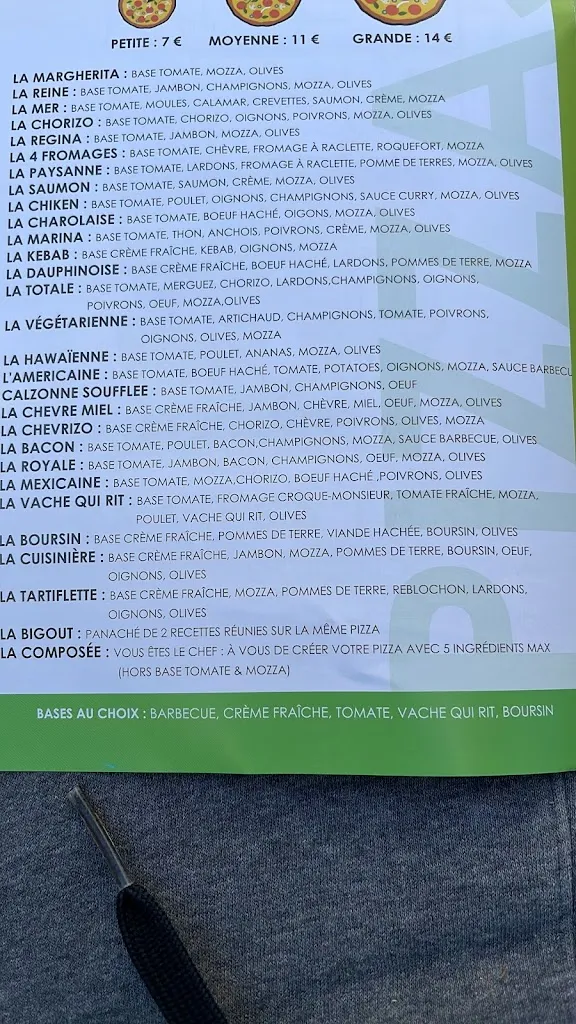 PETITE : 7 € MOYENNE : 11 € GRANDE : 14 €
LA MARGHERITA : BASE TOMATE, MOZZA, OLIVES
LA REINE : BASE TOMATE, JAMBON, CHAMPIGNONS, MOZZA, OLIVES
LA MER : BASE TOMATE, MOULES, CALAMAR, CREVETTES, SAUMON, CRÈME, MOZZA
LA CHORIZO : BASE TOMATE, CHORIZO, OIGNONS, POIVRONS, MOZZA, OLIVES
LA REGINA : BASE TOMATE, JAMBON, MOZZA, OLIVES
LA 4 FROMAGES : BASE TOMATE, CHÈVRE, FROMAGE À RACLETTE, ROQUEFORT, MOZZA
LA PAYSANNE : BASE TOMATE, LARDONS, FROMAGE À RACLETTE, POMME DE TERRES, MOZZA, OLIVES
LA SAUMON : BASE TOMATE, SAUMON, CRÈME, MOZZA, OLIVES
LA CHIKEN : BASE TOMATE, POULET, OIGNONS, CHAMPIGNONS, SAUCE CURRY, MOZZA, OLIVES
LA CHAROLAISE : BASE TOMATE, BOEUF HACHÉ, OIGONS, MOZZA, OLIVES
LA MARINA : BASE TOMATE, THON, ANCHOIS, POIVRONS, CRÈME, MOZZA, OLIVES
LA KEBAB : BASE CRÈME FRAÎCHE, KEBAB, OIGNONS, MOZZA
LA DAUPHINOISE : BASE CRÈME FRAÎCHE, BOEUF HACHÉ, LARDONS, POMMES DE TERRE, MOZZA
LA TOTALE : BASE TOMATE, MERGUEZ, CHORIZO, LARDONS,CHAMPIGNONS, OIGNONS,
POIVRONS, OEUF, MOZZA,OLIVES
LA VÉGÉTARIENNE : BASE TOMATE, ARTICHAUD, CHAMPIGNONS, TOMATE, POIVRONS,
OIGNONS, OLIVES, MOZZA
LA HAWAÏENNE : BASE TOMATE, POULET, ANANAS, MOZZA, OLIVES
L'AMERICAINE : BASE TOMATE, BOEUF HACHÉ, TOMATE, POTATOES, OIGNONS, MOZZA, SAUCE BARBECU
CALZONNE SOUFFLEE : BASE TOMATE, JAMBON, CHAMPIGNONS, OEUF
LA CHEVRE MIEL : BASE CRÈME FRAÎCHE, JAMBON, CHÈVRE, MIEL, OEUF, MOZZA, OLIVES
LA CHEVRIZO : BASE CRÈME FRAÎCHE, CHORIZO, CHÈVRE, POIVRONS, OLIVES, MOZZA
LA BACON : BASE TOMATE, POULET, BACON,CHAMPIGNONS, MOZZA, SAUCE BARBECUE, OLIVES
LA ROYALE : BASE TOMATE, JAMBON, BACON, CHAMPIGNONS, OEUF, MOZZA, OLIVES
LA MEXICAINE : BASE TOMATE, MOZZA,CHORIZO, BOEUF HACHÉ ,POIVRONS, OLIVES
LA VACHE QUI RIT : BASE TOMATE, FROMAGE CROQUE-MONSIEUR, TOMATE FRAÎCHE, MOZZA,
POULET, VACHE QUI RIT, OLIVES
LA BOURSIN : BASE CRÈME FRAÎCHE, POMMES DE TERRE, VIANDE HACHÉE, BOURSIN, OLIVES
LA CUISINIÈRE : BASE CRÈME FRAÎCHE, JAMBON, MOZZA, POMMES DE TERRE, BOURSIN, OEUF,
OIGNONS, OLIVES
LA TARTIFLETTE : BASE CRÈME FRAÎCHE, MOZZA, POMMES DE TERRE, REBLOCHON, LARDONS,
OIGNONS, OLIVES
LA BIGOUT : PANACHÉ DE 2 RECETTES RÉUNIES SUR LA MÊME PIZZA
LA COMPOSÉE : VOUS ÊTES LE CHEF : À VOUS DE CRÉER VOTRE PIZZA AVEC 5 INGRÉDIENTS MAX
(HORS BASE TOMATE & MOZZA)
BASES AU CHOIX : BARBECUE, CRÈME FRAÎCHE, TOMATE, VACHE QUI RIT, BOURSIN
PIZZAS